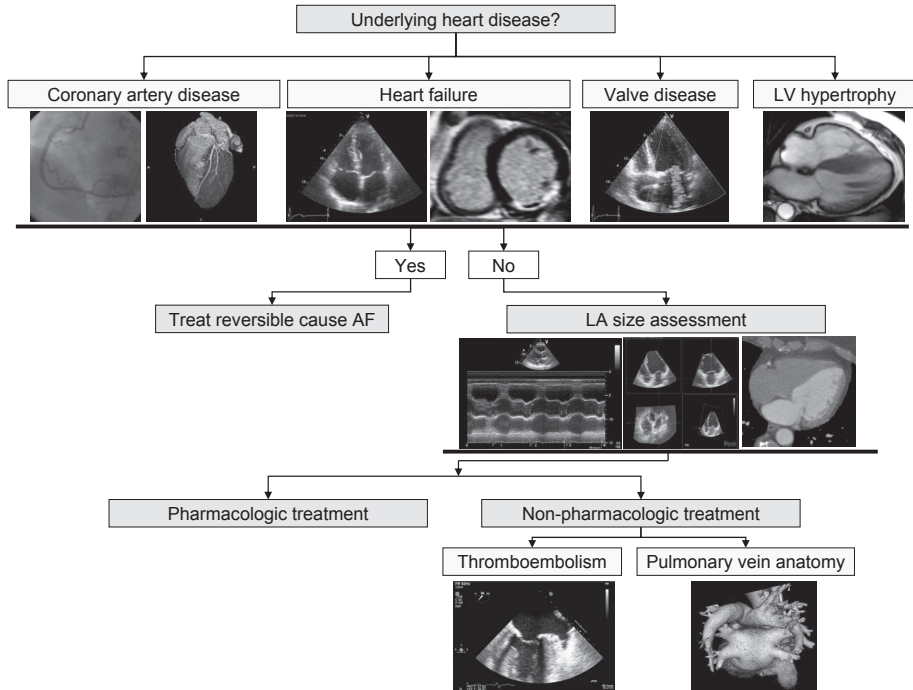 Underlying heart disease?
Coronary artery disease
Heart failure
Valve disease
LV hypertrophy
Yes
No
Treat reversible cause AF
LA size assessment
Pharmacologic treatment
Non-pharmacologic treatment
Thromboembolism
Pulmonary vein anatomy